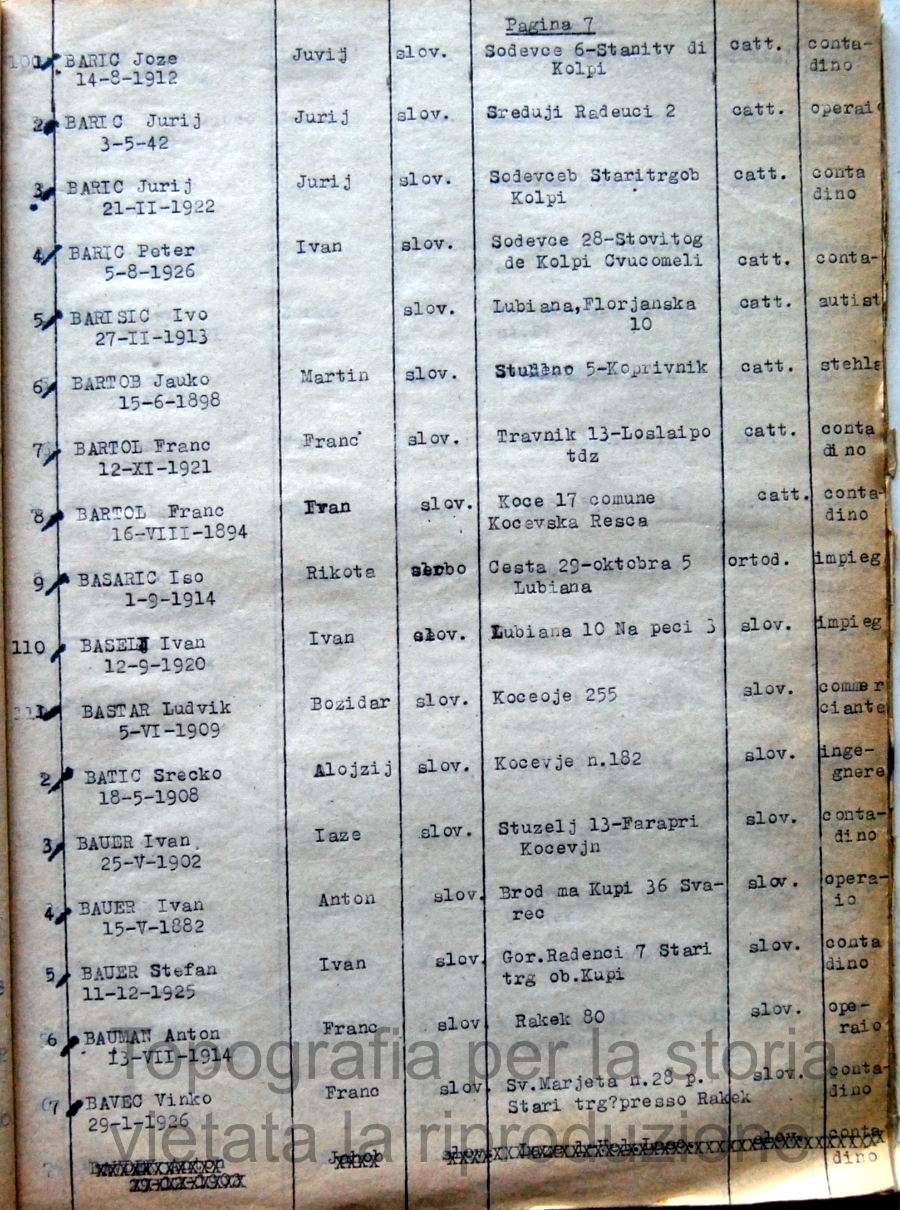 Pagina 7
101 BARIC Joze Juvij slov. Sodevce 6-Stanitv di catt. conta-
14-8-1912 Kolpi dino
2 BARIC Jurij Jurij slov. Sreduji Radeuci 2 catt. operaio
3-5-42
3 BARIC Jurij Jurij slov. Sodevceb Staritrgob catt. conta
21-II-1922 Kolpi dino
4 BARIC Peter Ivan slov. Sodevce 28-Stovitog
5-8-1926 de Kolpi Cvucomeli catt. conta-
5 BARISIC Ivo slov. Lubiana,Florjanska catt. autist
27-II-1913 10
6 BARTOB Jauko Martin slov. 5-Koprivnik catt. stehla
15-6-1898
7 BARTOL Franc Franc slov. Travnik 13-Loslaipo catt. conta
12-XI-1921 tdz dino
8 BARTOL Franc Ivan slov. Koce 17 comune catt. conta-
16-VIII-1894 Kocevska Resca dino
9 BASARIC Iso Rikota serbo Cesta 29-oktobra 5 ortod. impieg
1-9-1914 Lubiana
110 BASELJ Ivan Ivan slov. Lubiana 10 Na peci 3 slov. impieg
12-9-1920
111 BASTAR Ludvik Bozidar slov. Koceoje 255 slov. commer
5-VI-1909 ciante
2 BATIC Srecko Alojzij slov. Kocevje n.182 slov. inge-
18-5-1908 gnere
3 BAUER Ivan Iaze slov. Stuzelj 13-Farapri slov. conta-
25-V-1902 Kocevjn dino
4 BAUER Ivan Anton slov. Brod ma Kupi 36 Sva- slov. opera-
15-V-1882 rec io
5 BAUER Stefan Ivan slov. Gor.Radenci 7 Stari slov. conta
11-12-1925 trg ob.Kupi dino
6 BAUMAN Anton Franc slov Rakek 80 slov. ope-
13-VII-1914 raio
7 BAVEC Vinko Franc slov. Sv.Marjeta n.28 p. slov. conta-
29-1-1926 Stari trg?presso Rakek dino
conta
dino
Topografia per la storia
vietata la riproduzione